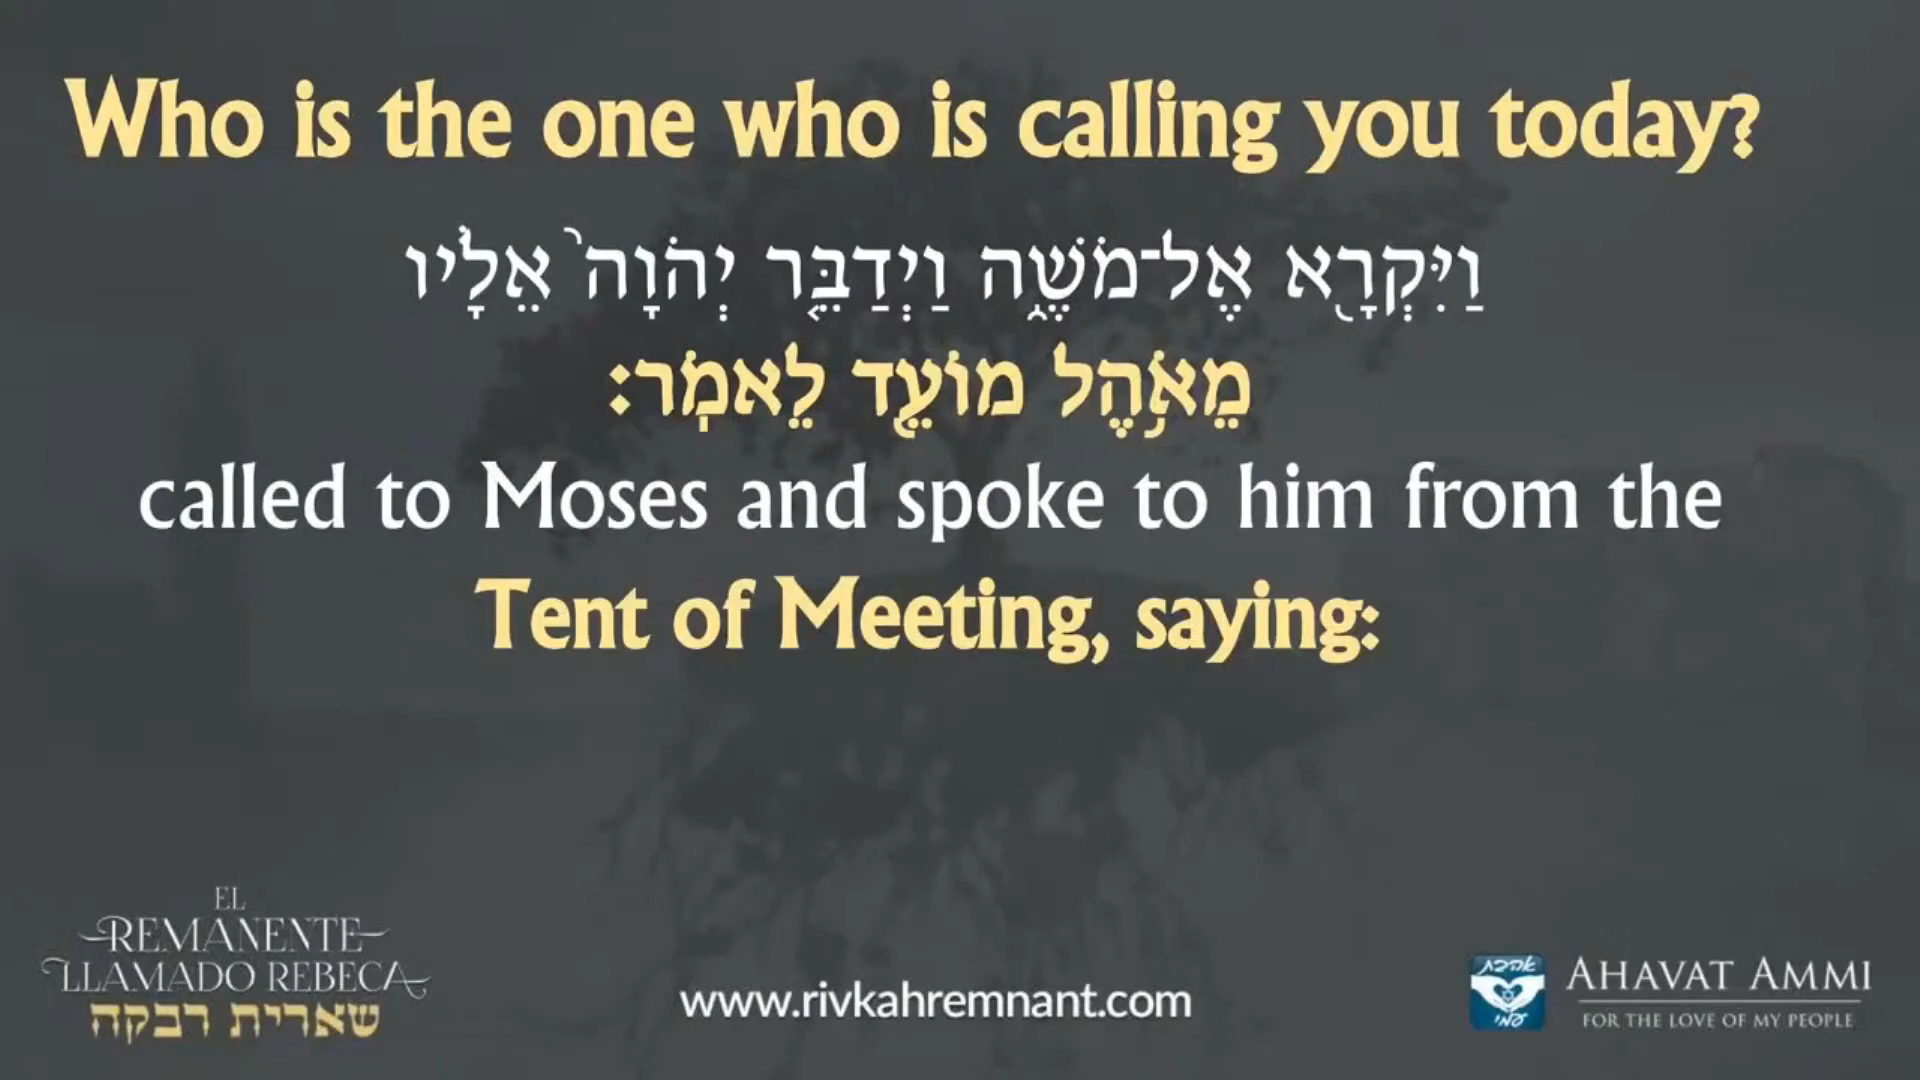 Who is the one who is calling you today?
וַיִּקְרָ֖א אֶל־מֹשֶׁ֑ה וַיְדַבֵּ֤ר יְהֹוָה֙ אֵלָ֔יו
מֵאֹ֥הֶל מוֹעֵ֖ד לֵאמֹֽר׃
called to Moses and spoke to him from the
Tent of Meeting, saying:
EL
REMANENTE
LLAMADO REBECA
שארית רבקה
www.rivkahremnant.com
אהבת
עמי
AHAVAT AMMI
FOR THE LOVE OF MY PEOPLE